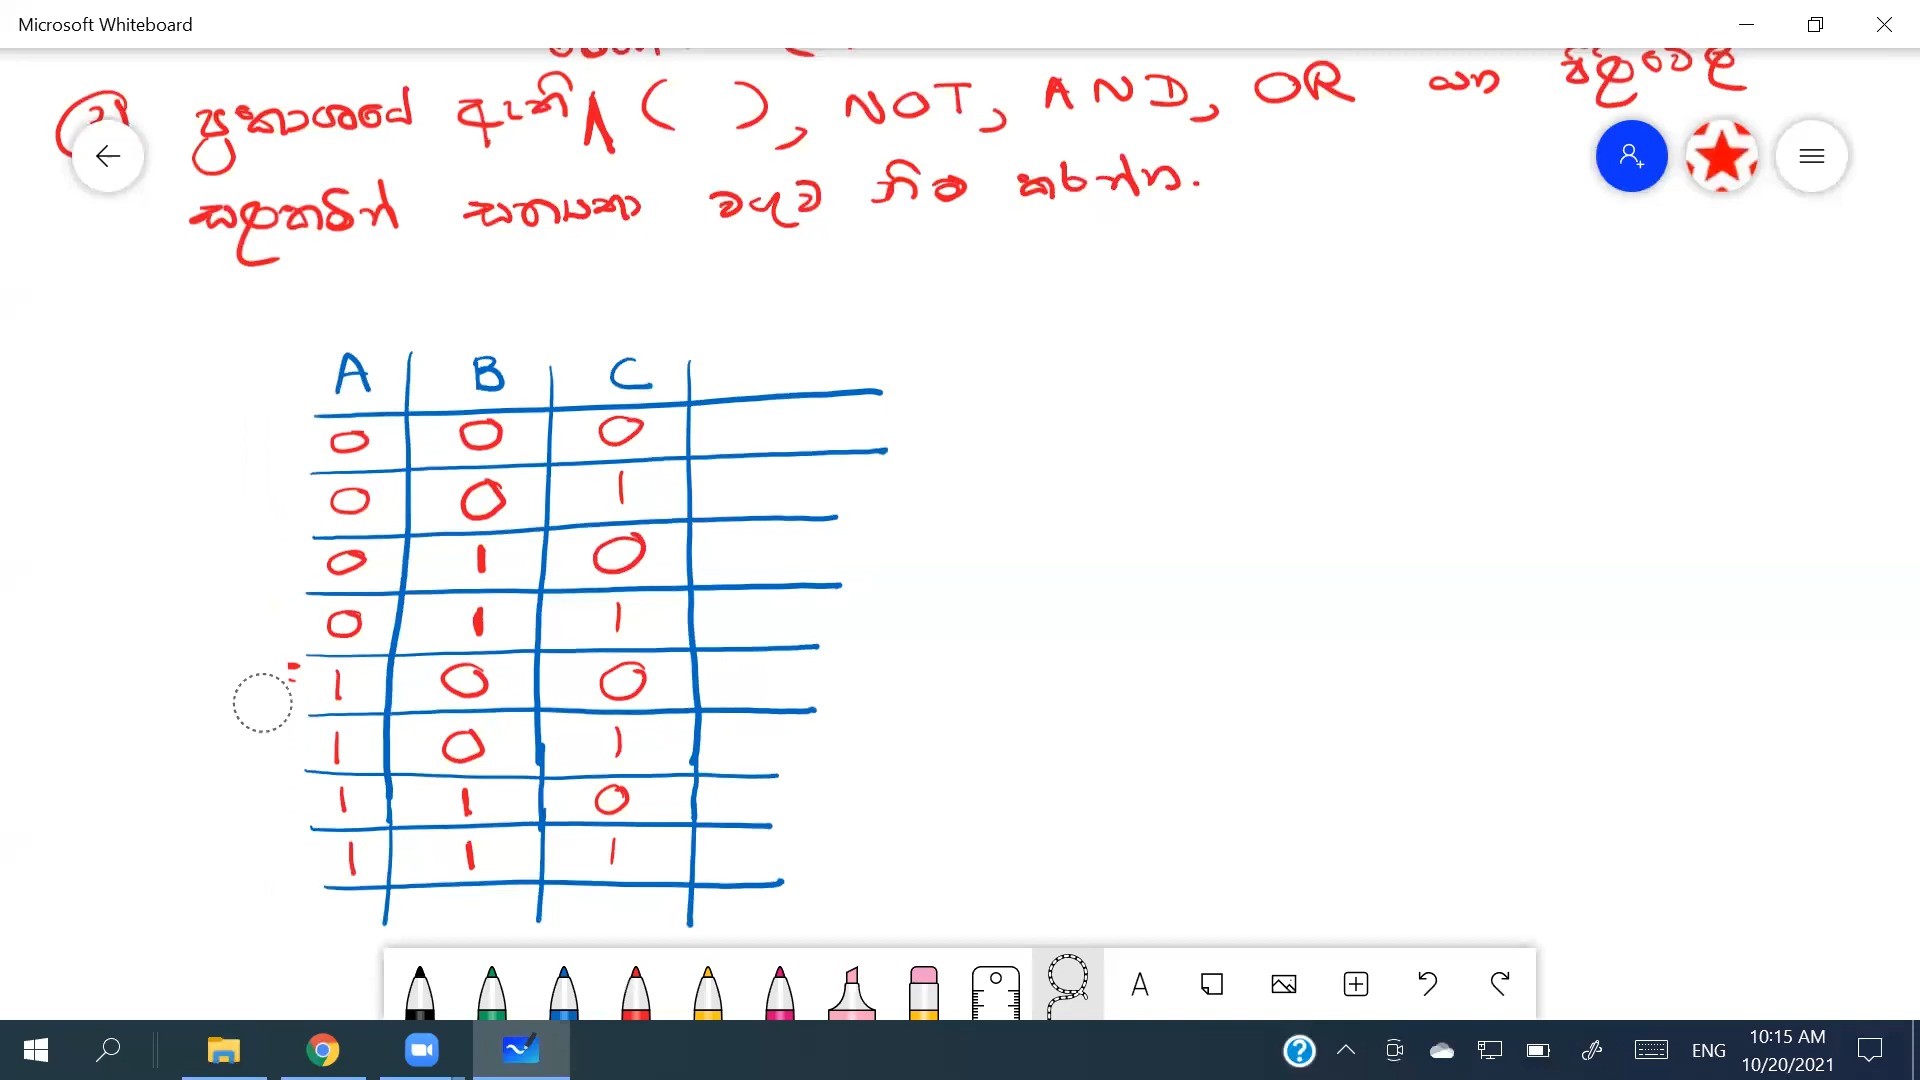 Microsoft Whiteboard
ප්‍රකාශයේ ඇති ( ), NOT, AND, OR යන පිළිවෙළ
සලකමින් සත්‍යතා වගුව නිම කරන්න.
A B C
0 0 0
0 0 1
0 1 0
0 1 1
1 0 0
1 0 1
1 1 0
1 1 1
A
ENG
10:15 AM
10/20/2021